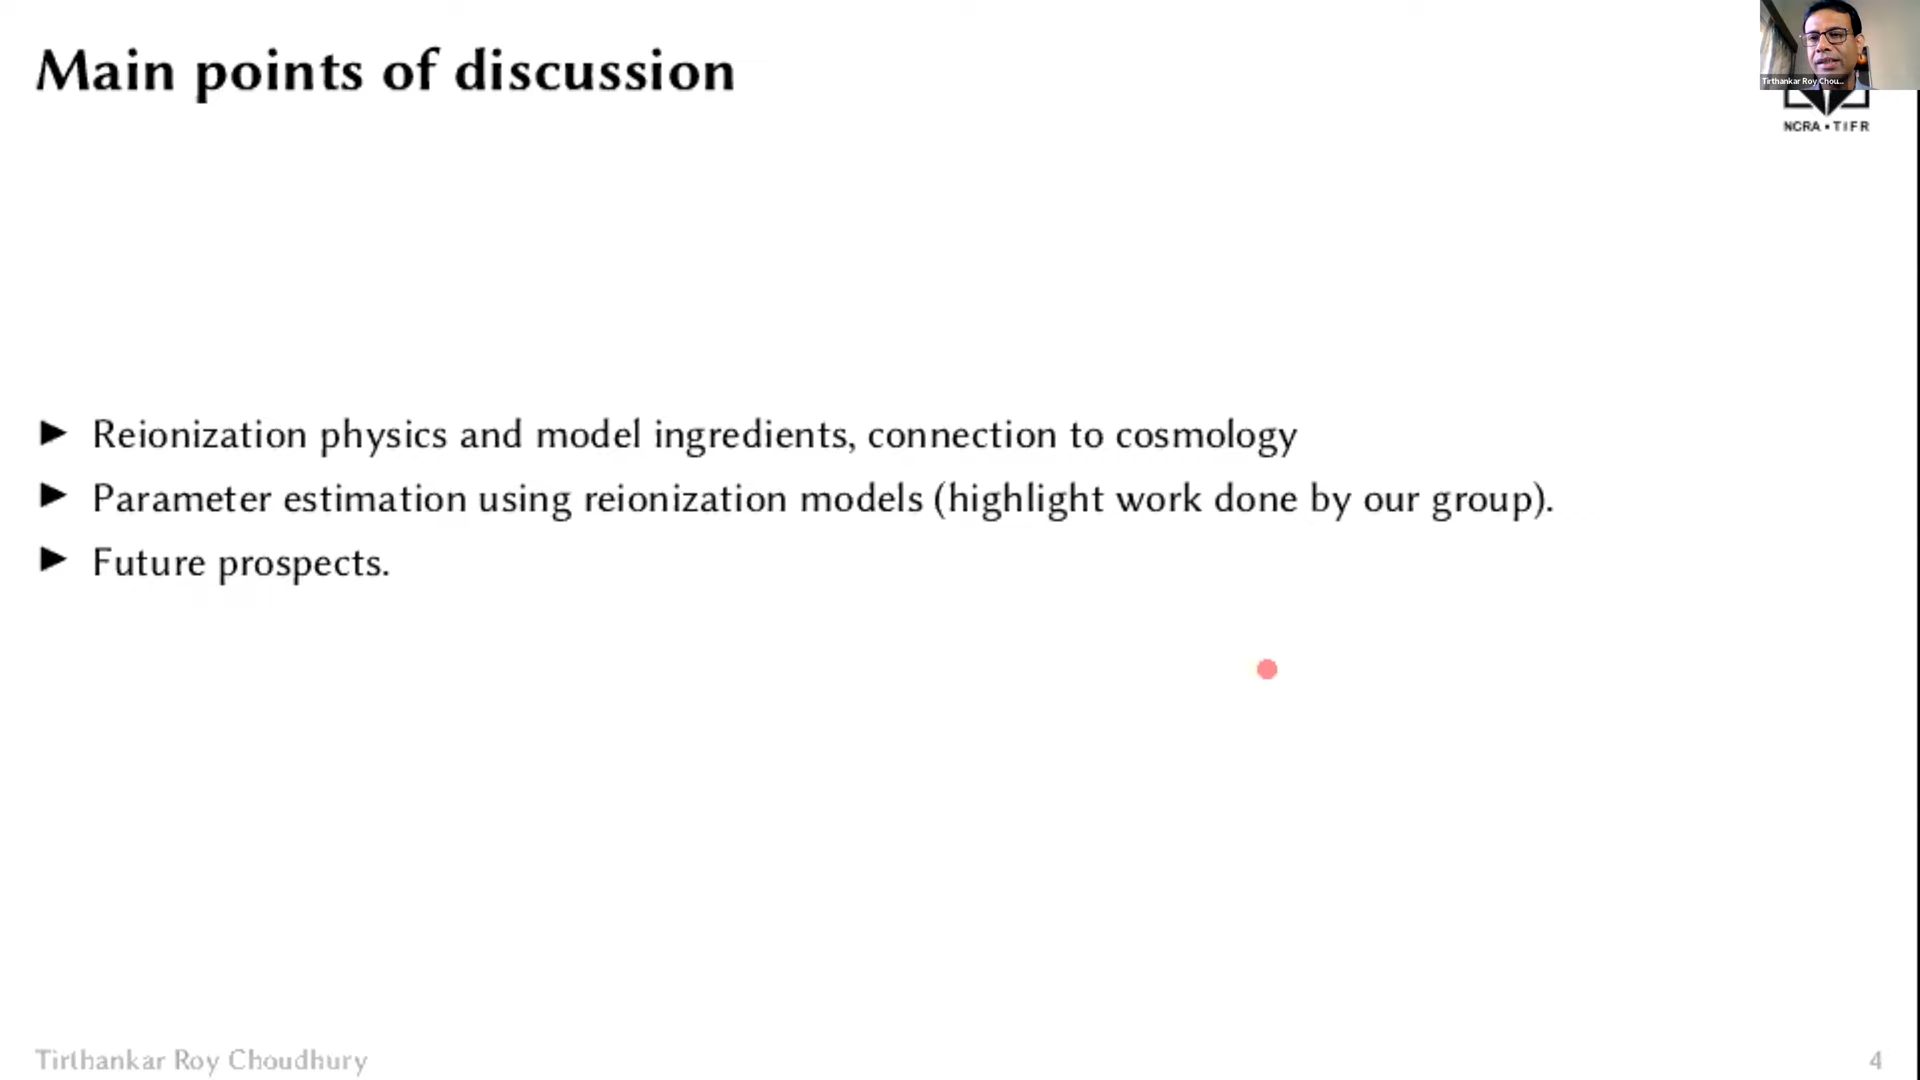 Main points of discussion
Tirthankar Roy Chou...
NCRA • TIFR
► Reionization physics and model ingredients, connection to cosmology
► Parameter estimation using reionization models (highlight work done by our group).
► Future prospects.
Tirthankar Roy Choudhury
4